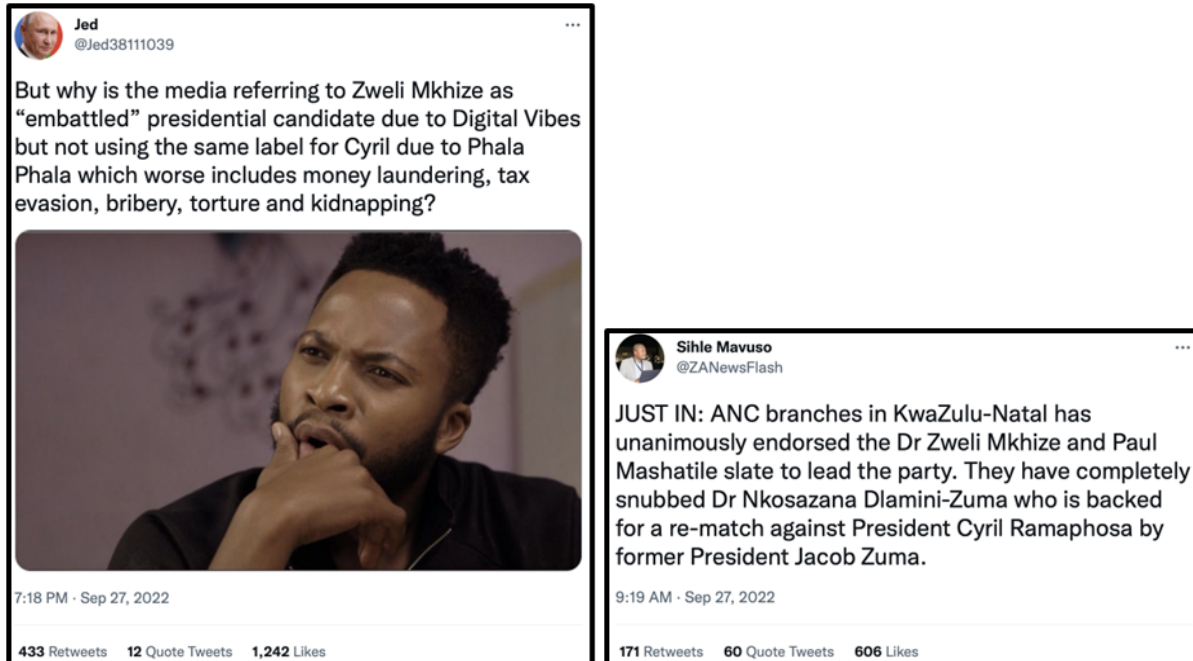 Jed
@Jed38111039
But why is the media referring to Zweli Mkhize as
“embattled” presidential candidate due to Digital Vibes
but not using the same label for Cyril due to Phala
Phala which worse includes money laundering, tax
evasion, bribery, torture and kidnapping?
7:18 PM · Sep 27, 2022
433 Retweets 12 Quote Tweets 1,242 Likes
Sihle Mavuso
@ZANewsFlash
JUST IN: ANC branches in KwaZulu-Natal has
unanimously endorsed the Dr Zweli Mkhize and Paul
Mashatile slate to lead the party. They have completely
snubbed Dr Nkosazana Dlamini-Zuma who is backed
for a re-match against President Cyril Ramaphosa by
former President Jacob Zuma.
9:19 AM · Sep 27, 2022
171 Retweets 60 Quote Tweets 606 Likes